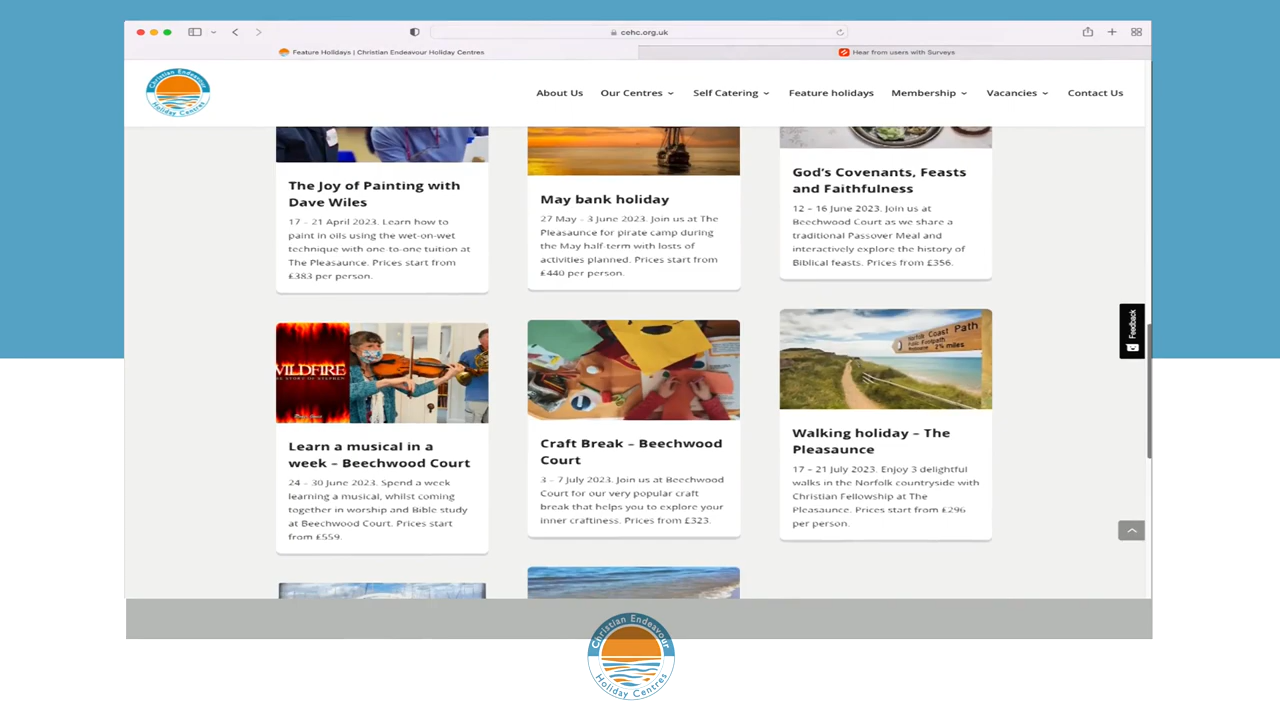 cehc.org.uk
Feature Holidays | Christian Endeavour Holiday Centres
Hear from users with Surveys
Christian Endeavour
Holiday Centres
About Us
Our Centres
Self Catering
Feature holidays
Membership
Vacancies
Contact Us
The Joy of Painting with
Dave Wiles
17 – 21 April 2023. Learn how to
paint in oils using the wet-on-wet
technique with one-to-one tuition at
The Pleasaunce. Prices start from
£383 per person.
May bank holiday
27 May – 3 June 2023. Join us at The
Pleasaunce for pirate camp during
the May half-term with losts of
activities planned. Prices start from
£440 per person.
God's Covenants, Feasts
and Faithfulness
12 – 16 June 2023. Join us at
Beechwood Court as we share a
traditional Passover Meal and
interactively explore the history of
Biblical feasts. Prices from £356.
Feedback
WILDFIRE
Norfolk Coast Path
Learn a musical in a
week – Beechwood Court
24 – 30 June 2023. Spend a week
learning a musical, whilst coming
together in worship and Bible study
at Beechwood Court. Prices start
from £559.
Craft Break – Beechwood
Court
3 – 7 July 2023. Join us at Beechwood
Court for our very popular craft
break that helps you to explore your
inner craftiness. Prices from £323.
Walking holiday – The
Pleasaunce
17 – 21 July 2023. Enjoy 3 delightful
walks in the Norfolk countryside with
Christian Fellowship at The
Pleasaunce. Prices start from £296
per person.
Christian Endeavour
Holiday Centres